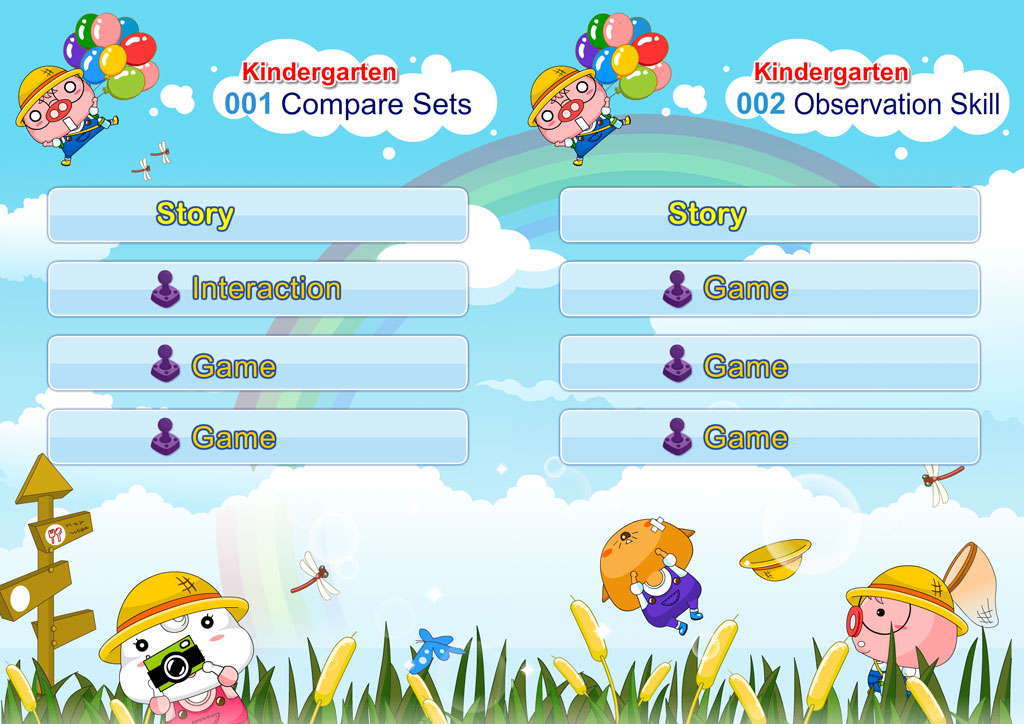 Kindergarten
001 Compare Sets
Story
Interaction
Game
Game
Kindergarten
002 Observation Skill
Story
Game
Game
Game